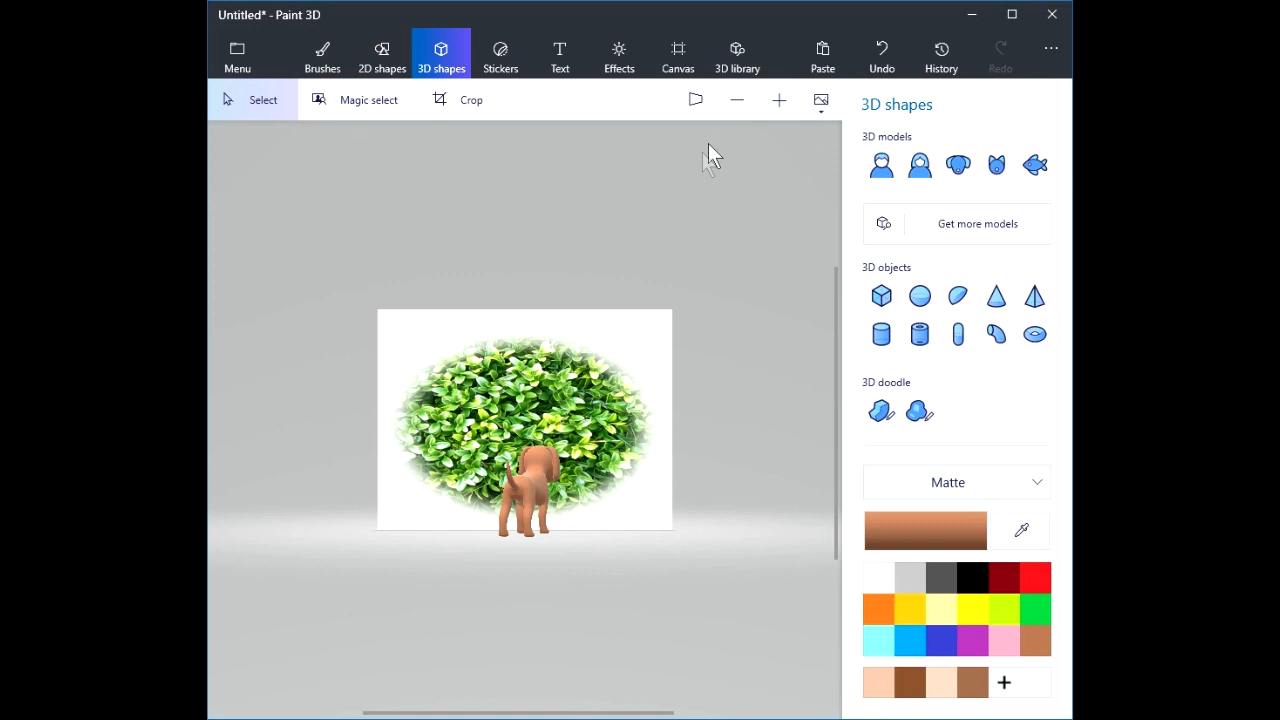 Untitled* - Paint 3D
Menu Brushes 2D shapes 3D shapes Stickers Text Effects Canvas 3D library Paste Undo History Redo
Select Magic select Crop
3D shapes
3D models
Get more models
3D objects
3D doodle
Matte